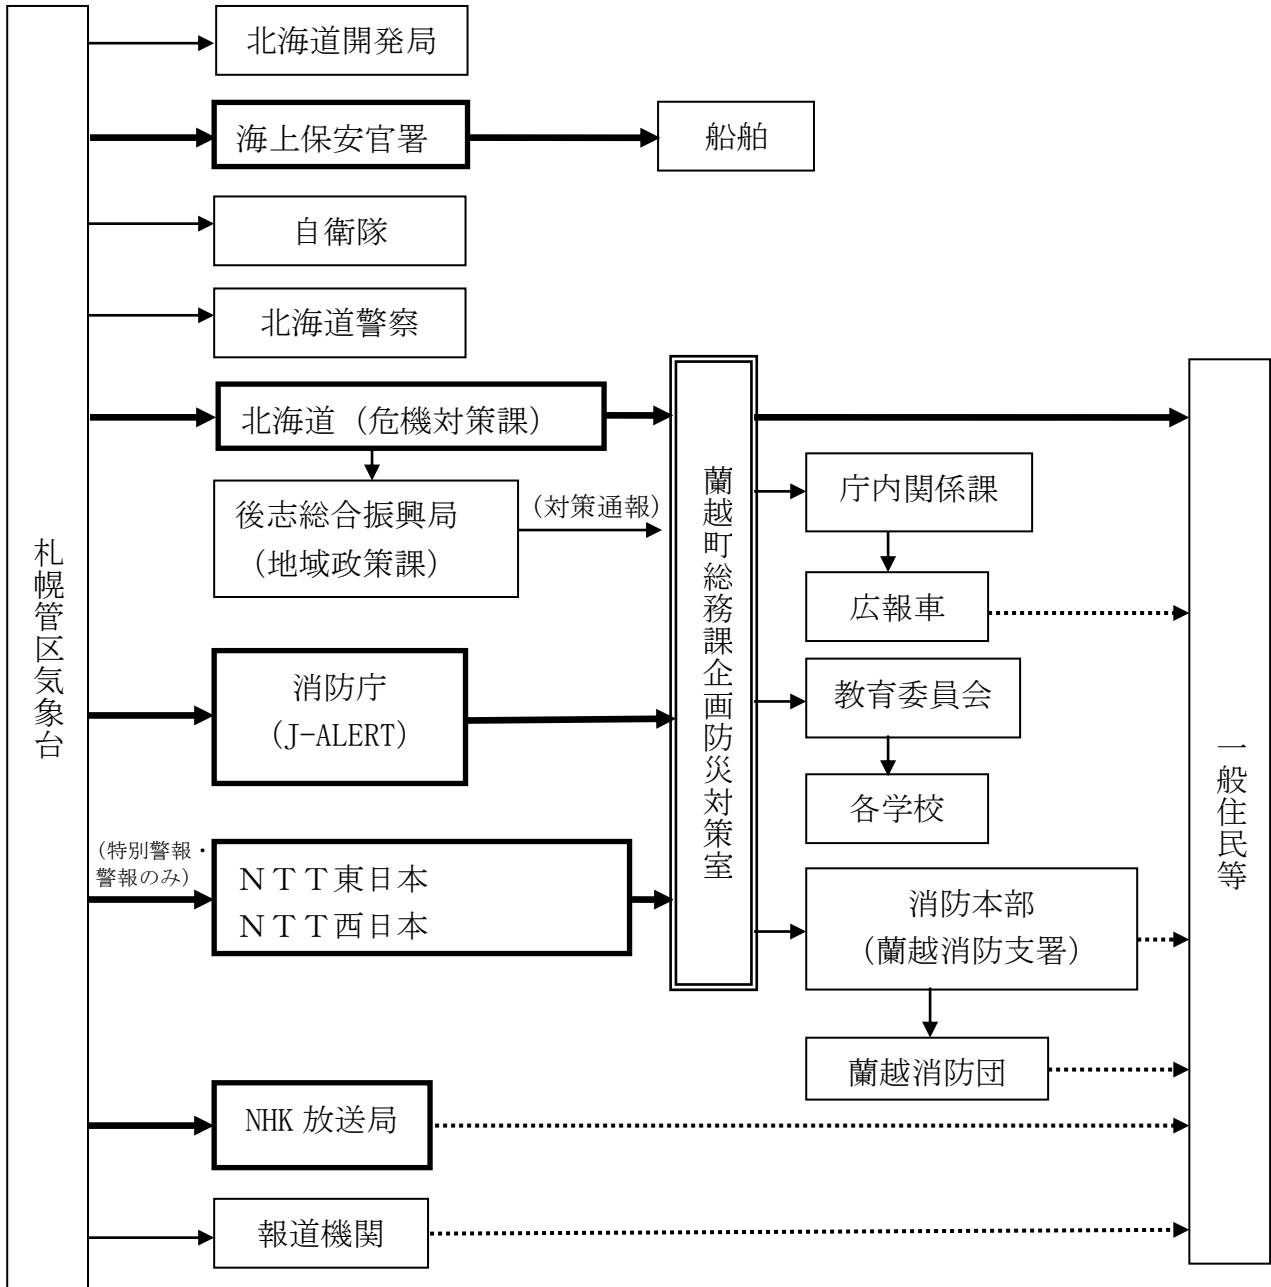 札幌管区気象台
北海道開発局
海上保安官署
船舶
自衛隊
北海道警察
北海道（危機対策課）
後志総合振興局
（地域政策課）
（対策通報）
消防庁
（J-ALERT）
（特別警報・
警報のみ）
ＮＴＴ東日本
ＮＴＴ西日本
NHK 放送局
報道機関
蘭越町総務課企画防災対策室
庁内関係課
広報車
教育委員会
各学校
消防本部
（蘭越消防支署）
蘭越消防団
一般住民等